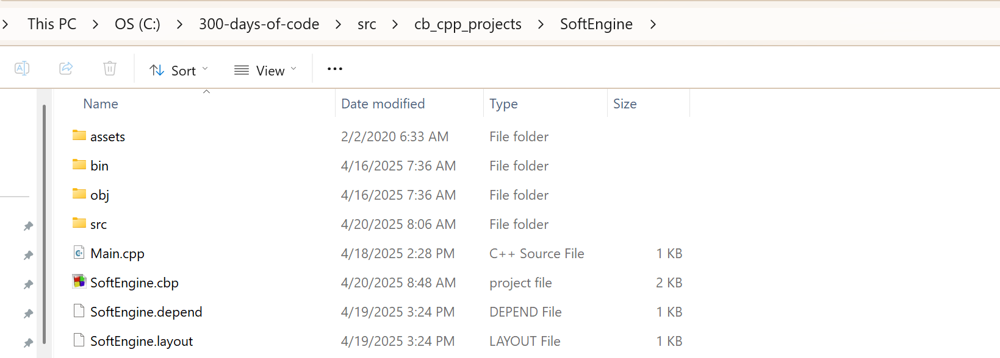 This PC > OS (C:) > 300-days-of-code > src > cb_cpp_projects > SoftEngine >
Sort View ...
Name Date modified Type Size
assets 2/2/2020 6:33 AM File folder
bin 4/16/2025 7:36 AM File folder
obj 4/16/2025 7:36 AM File folder
src 4/20/2025 8:06 AM File folder
Main.cpp 4/18/2025 2:28 PM C++ Source File 1 KB
SoftEngine.cbp 4/20/2025 8:48 AM project file 2 KB
SoftEngine.depend 4/19/2025 3:24 PM DEPEND File 1 KB
SoftEngine.layout 4/19/2025 3:24 PM LAYOUT File 1 KB